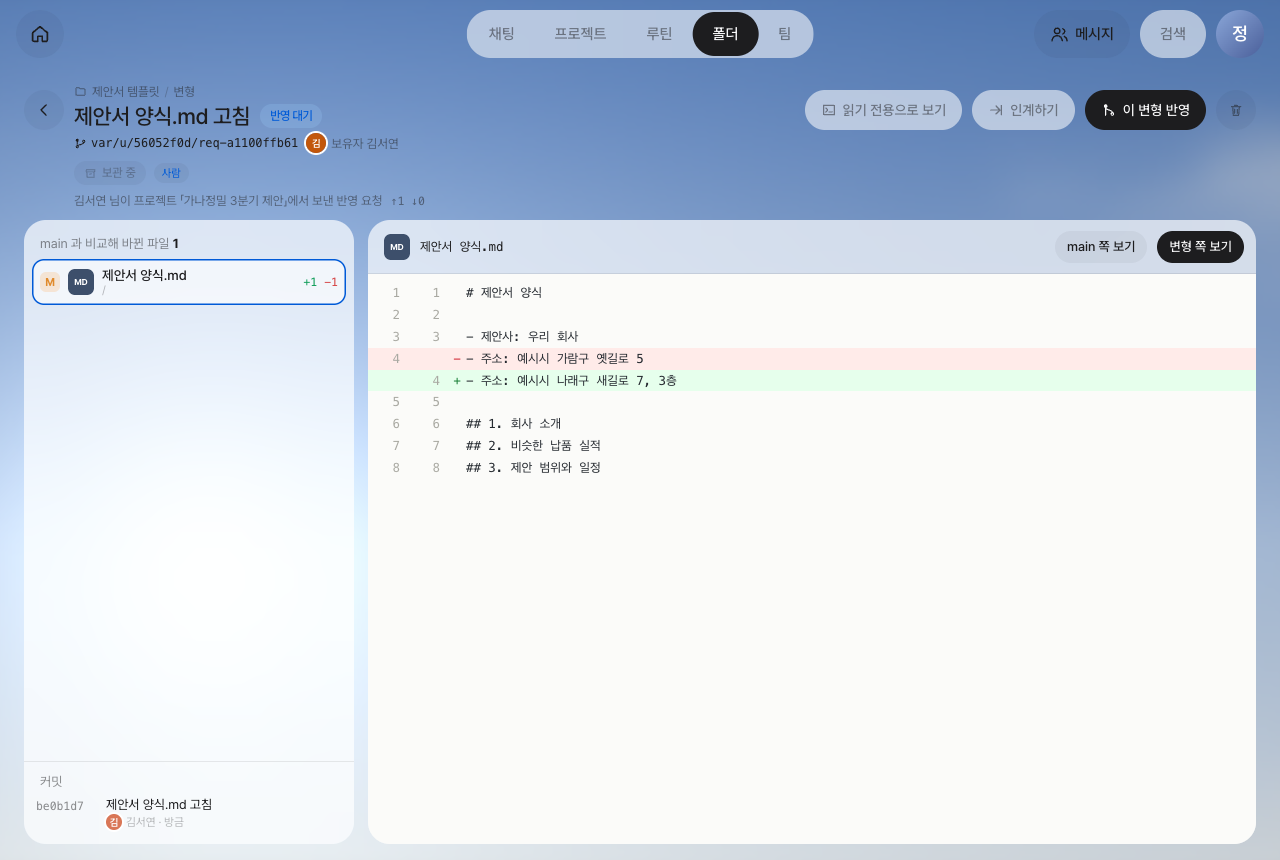 채팅 프로젝트 루틴 폴더 팀
메시지 검색 정
제안서 템플릿 / 변형
제안서 양식.md 고침 반영 대기
var/u/56052f0d/req-a1100ffb61 김 보유자 김서연
보관 중 사람
김서연 님이 프로젝트 「가나정밀 3분기 제안」에서 보낸 반영 요청 ↑1 ↓0
읽기 전용으로 보기 인계하기 이 변형 반영
main 과 비교해 바뀐 파일 1
M MD 제안서 양식.md +1 −1
/
커밋
be0b1d7 제안서 양식.md 고침
김 김서연 · 방금
MD 제안서 양식.md main 쪽 보기 변형 쪽 보기
1 1 # 제안서 양식
2 2
3 3 - 제안사: 우리 회사
4 − - 주소: 예시시 가람구 옛길로 5
4 + - 주소: 예시시 나래구 새길로 7, 3층
5 5
6 6 ## 1. 회사 소개
7 7 ## 2. 비슷한 납품 실적
8 8 ## 3. 제안 범위와 일정